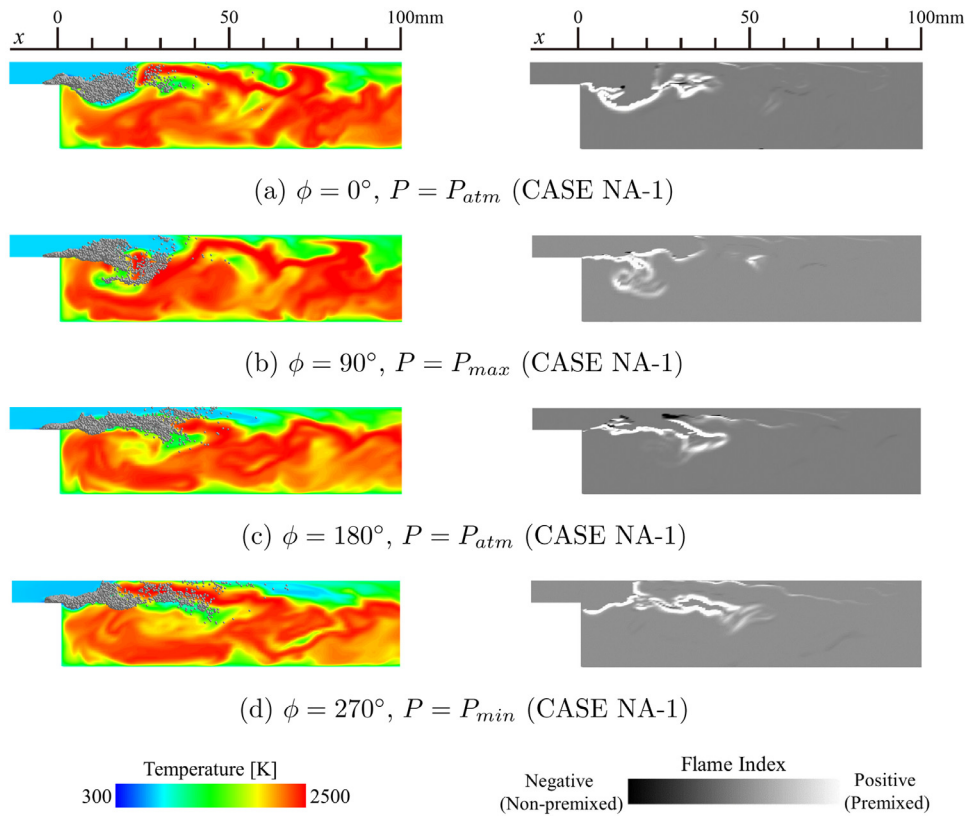 0 50 100mm
x
0 50 100mm
x
(a) ϕ = 0°, P = Patm (CASE NA-1)
(b) ϕ = 90°, P = Pmax (CASE NA-1)
(c) ϕ = 180°, P = Patm (CASE NA-1)
(d) ϕ = 270°, P = Pmin (CASE NA-1)
Temperature [K]
300 2500
Flame Index
Negative
(Non-premixed)
Positive
(Premixed)